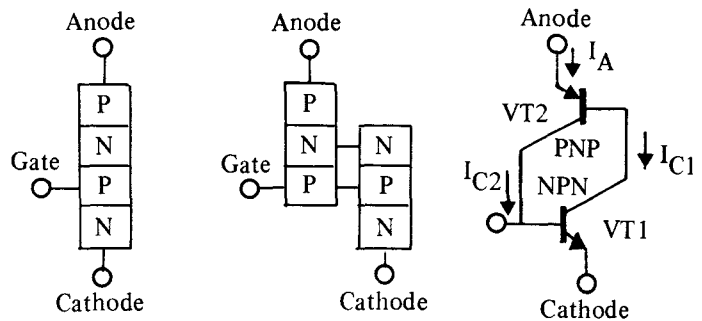 Anode
P
N
Gate
P
N
Cathode
Anode
P
N
N
Gate
P
P
N
Cathode
Anode
I_A
VT2
PNP
I_C2
NPN
I_C1
VT1
Cathode